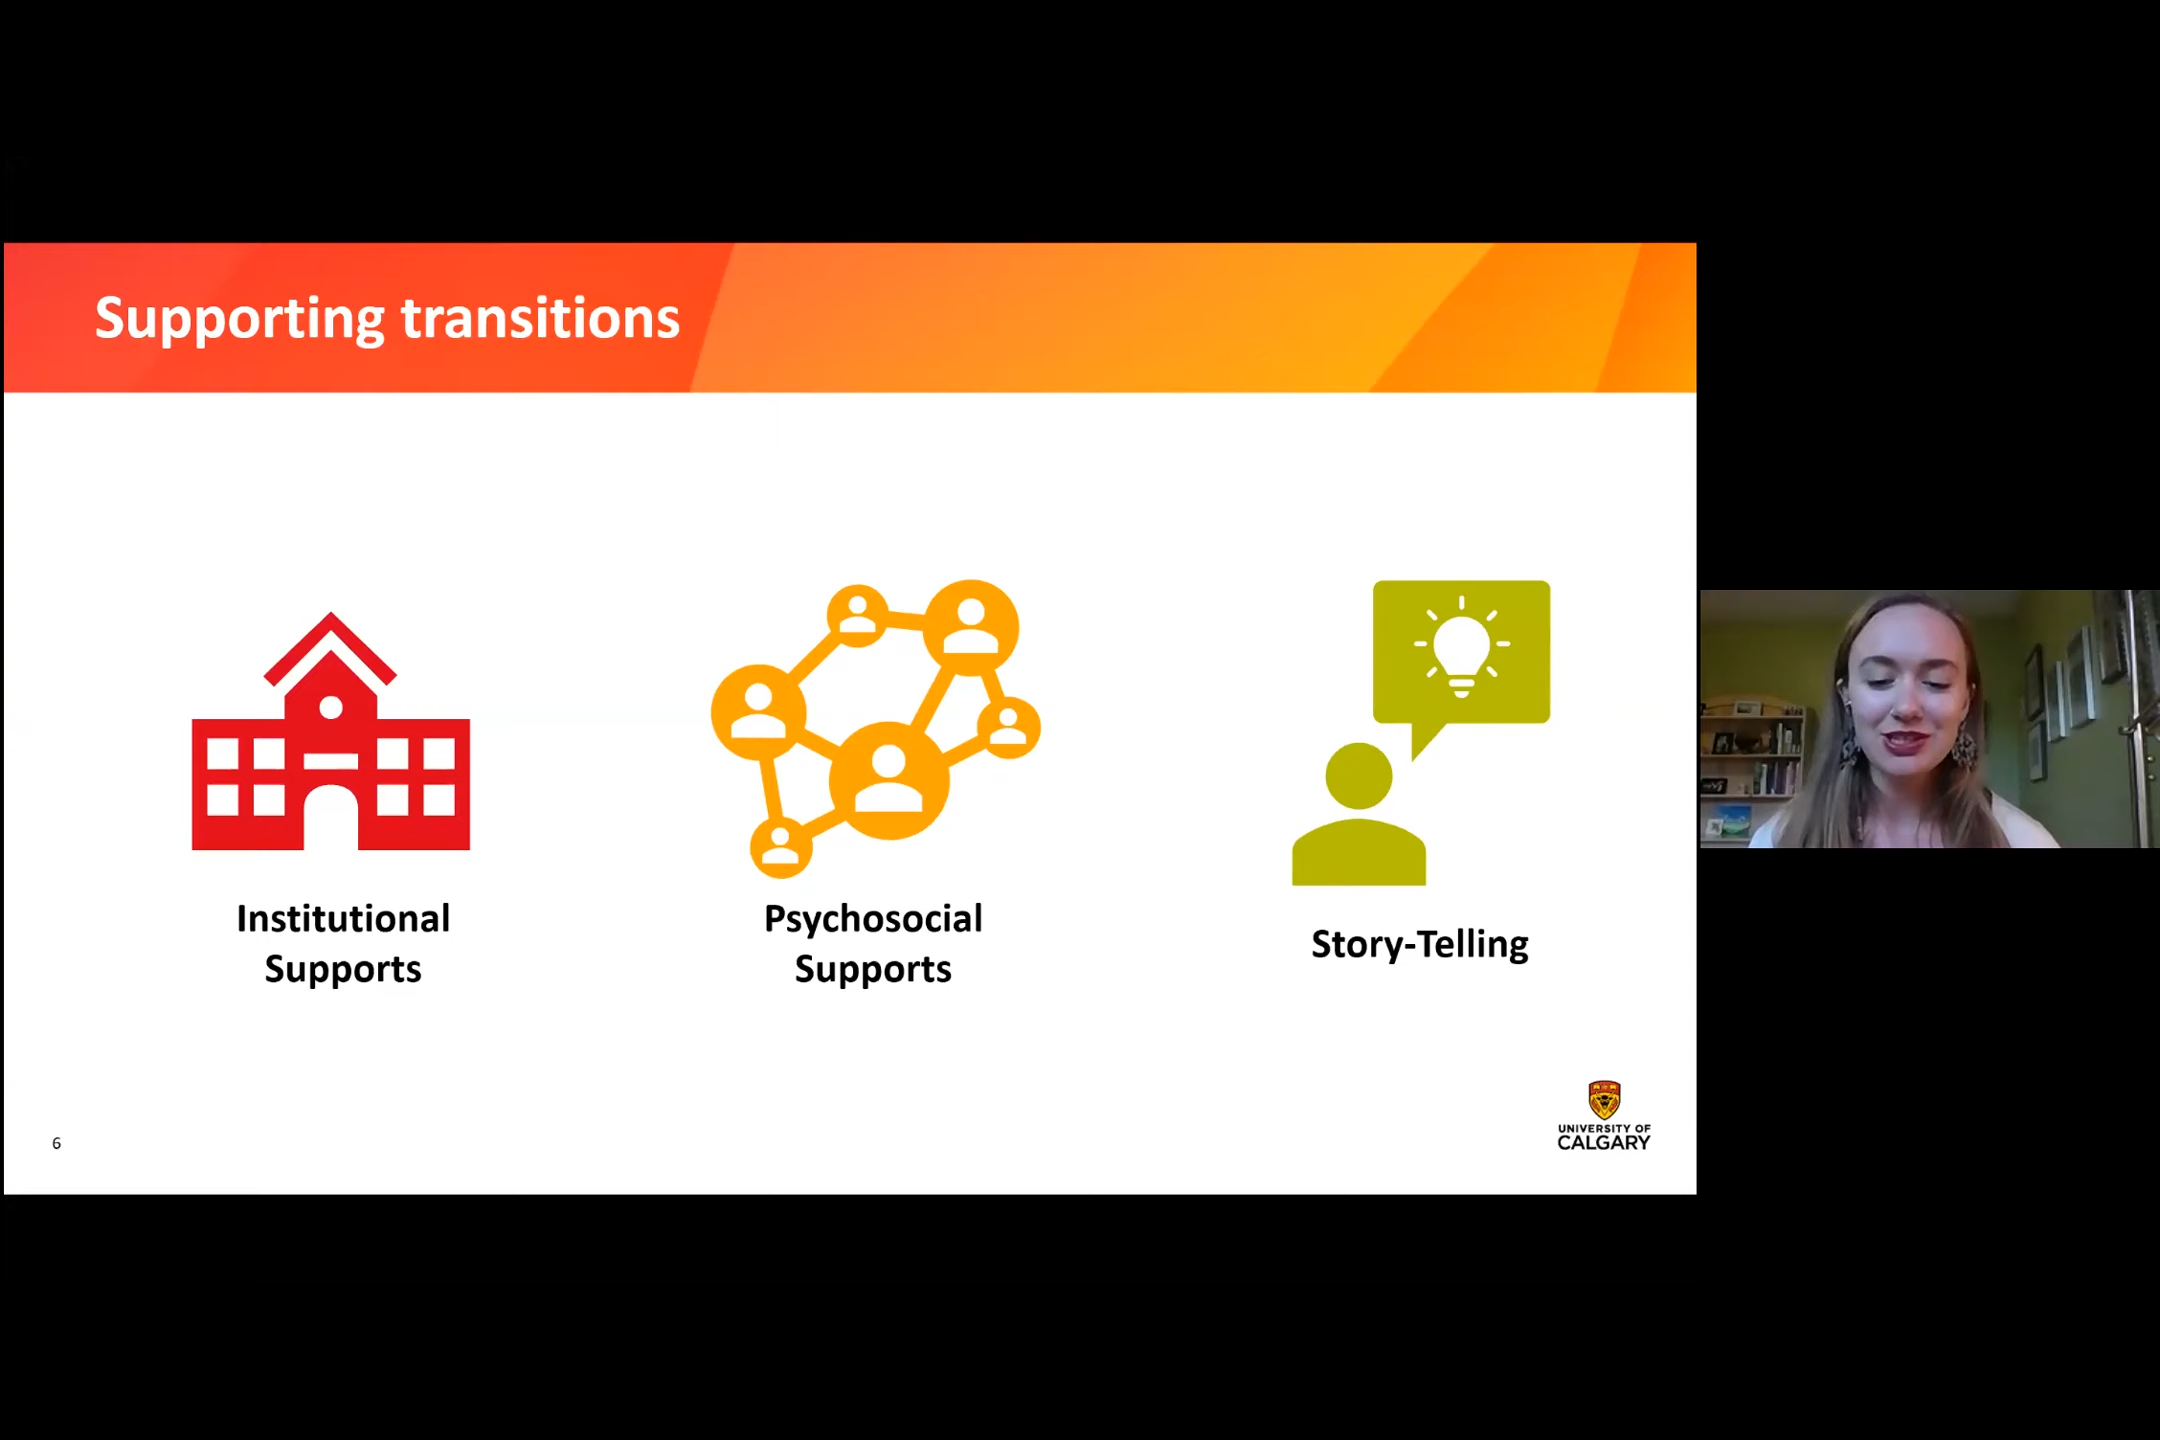 Supporting transitions
Institutional
Supports
Psychosocial
Supports
Story-Telling
6
UNIVERSITY OF
CALGARY